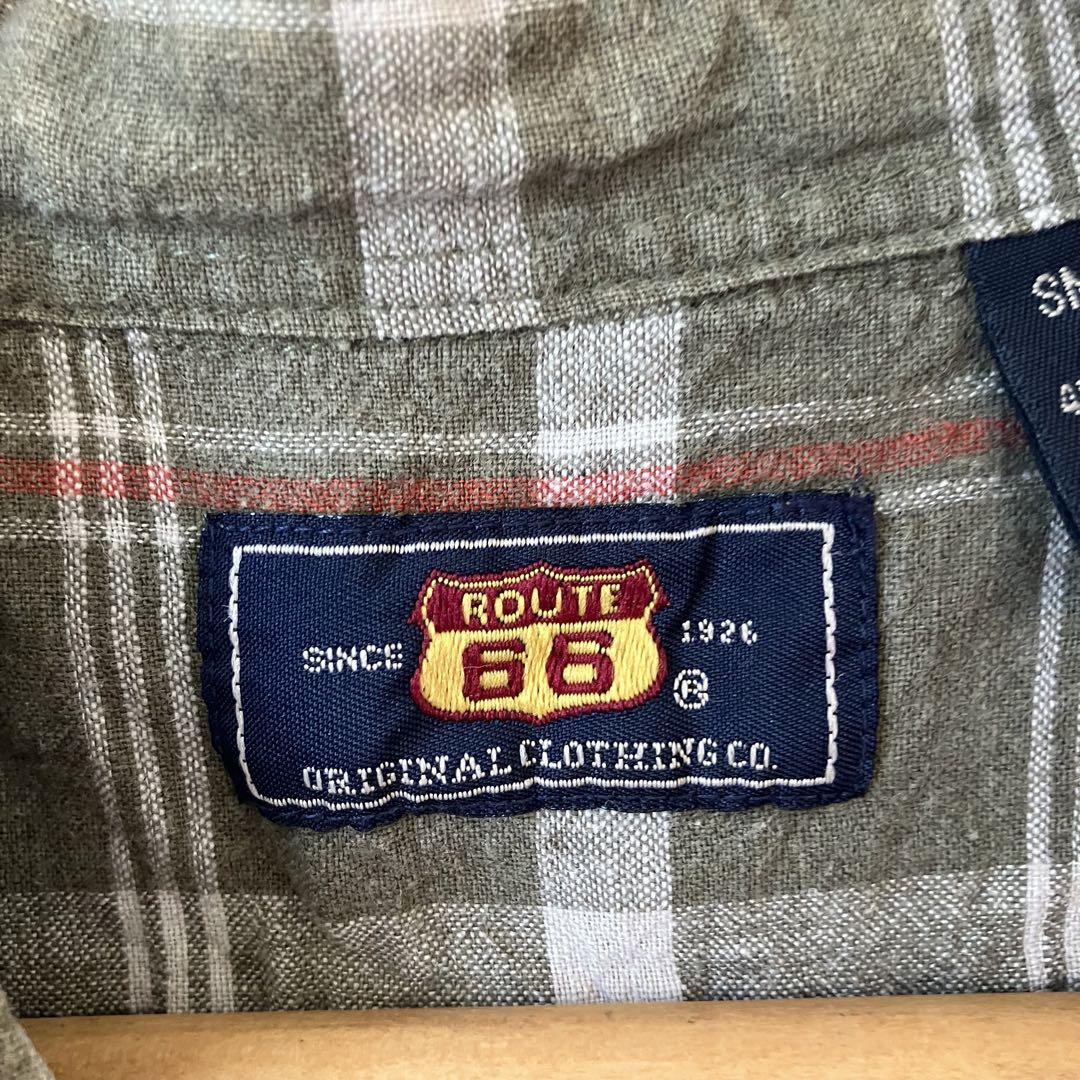 ROUTE
66
SINCE 1926
®
ORIGINAL CLOTHING CO.